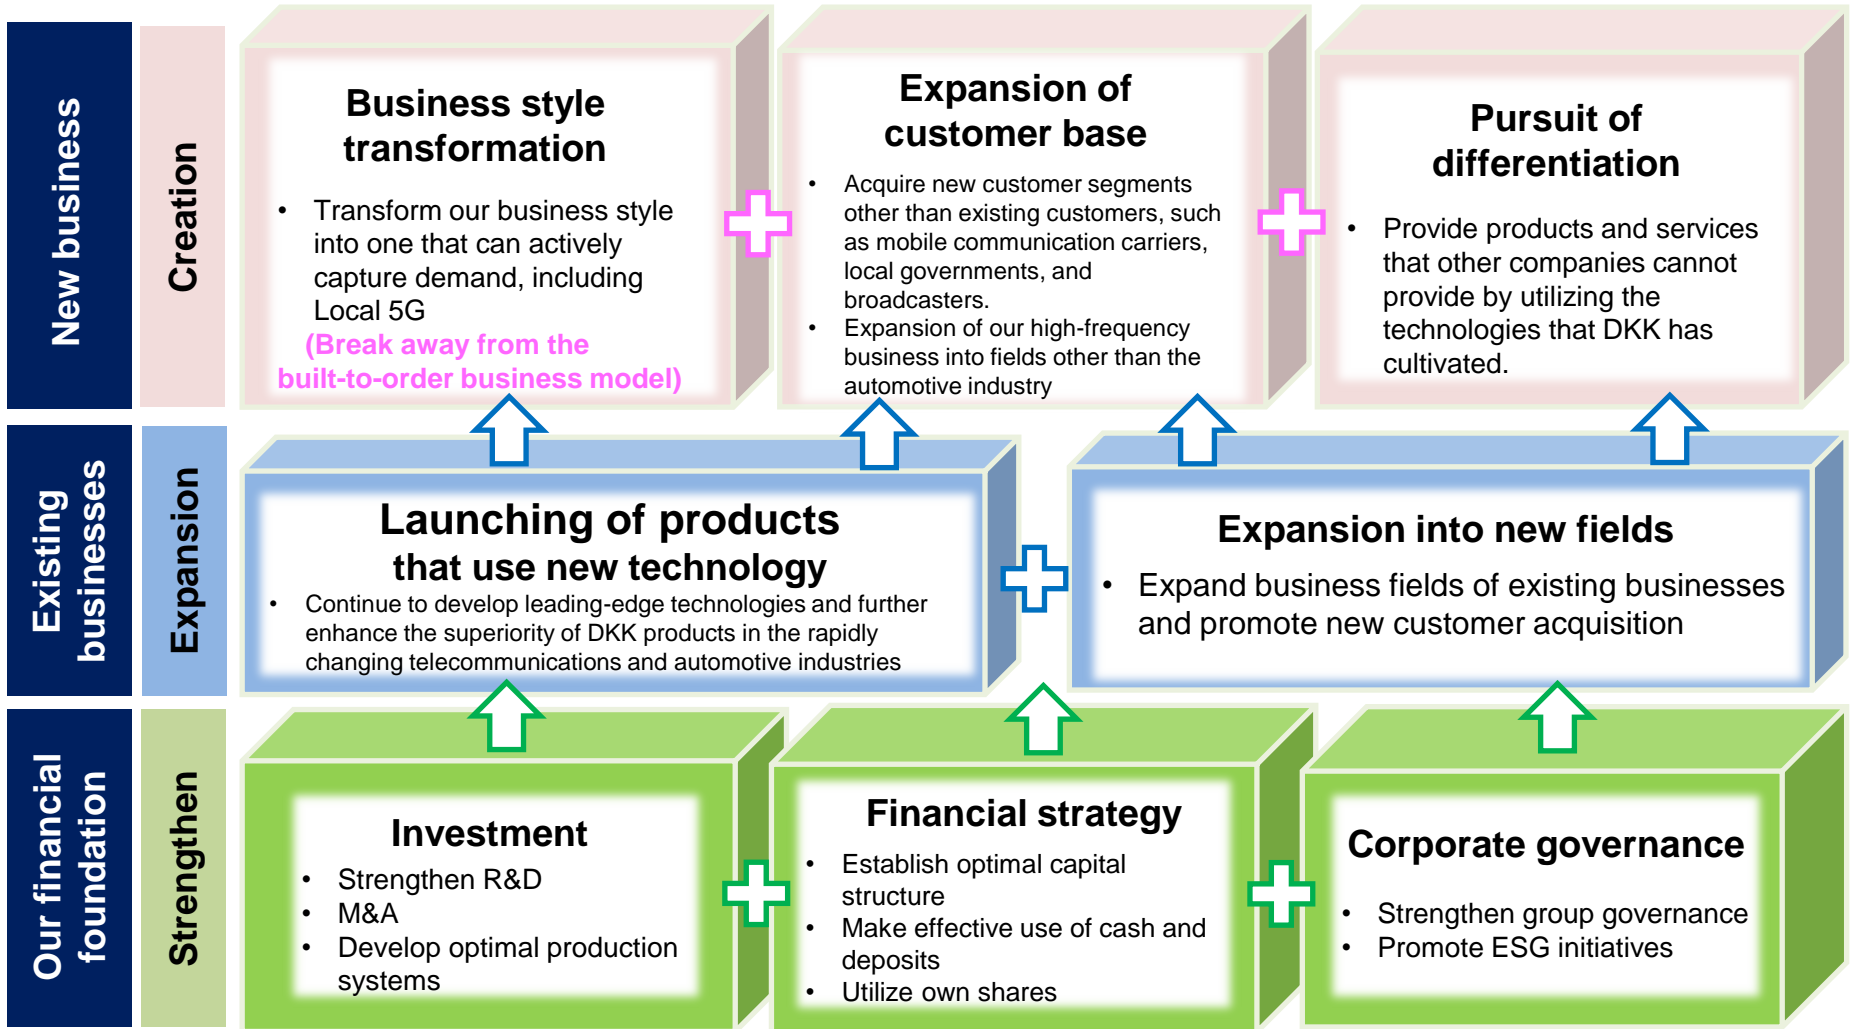 New business
Creation
Business style
transformation
• Transform our business style
into one that can actively
capture demand, including
Local 5G
(Break away from the
built-to-order business model)
Expansion of
customer base
• Acquire new customer segments
other than existing customers, such
as mobile communication carriers,
local governments, and
broadcasters.
• Expansion of our high-frequency
business into fields other than the
automotive industry
Pursuit of
differentiation
• Provide products and services
that other companies cannot
provide by utilizing the
technologies that DKK has
cultivated.
Existing
businesses
Expansion
Launching of products
that use new technology
• Continue to develop leading-edge technologies and further
enhance the superiority of DKK products in the rapidly
changing telecommunications and automotive industries
Expansion into new fields
• Expand business fields of existing businesses
and promote new customer acquisition
Our financial
foundation
Strengthen
Investment
• Strengthen R&D
• M&A
• Develop optimal production
systems
Financial strategy
• Establish optimal capital
structure
• Make effective use of cash and
deposits
• Utilize own shares
Corporate governance
• Strengthen group governance
• Promote ESG initiatives